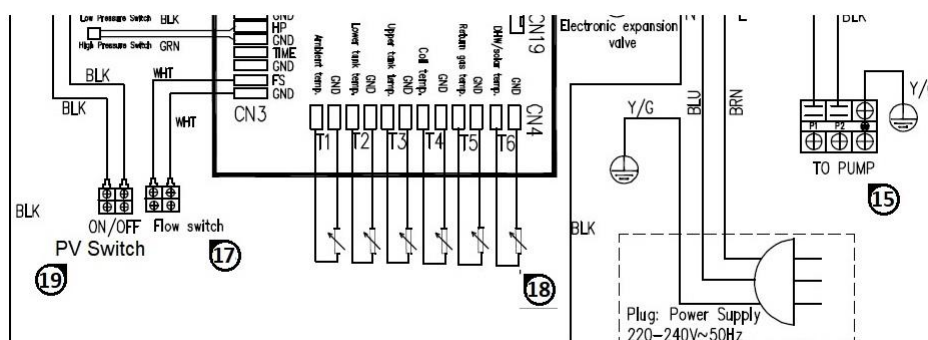 GND
Low Pressure Switch BLK
HP
GND
High Pressure Switch GRN
TIME
GND
BLK
WHT
FS
GND
BLK
CN3
WHT
Ambient temp.
GND
Lower tank temp.
GND
Upper tank temp.
GND
Coil temp.
GND
Return gas temp.
GND
DHW/solar temp.
GND
CN19
CN4
T1 T2 T3 T4 T5 T6
Electronic expansion
valve
N
Y/G
BLU
BRN
BLK
Y/G
P1 P2
TO PUMP
15
BLK
ON/OFF Flow switch
PV Switch
17
19
18
BLK
Plug: Power Supply
220-240V~50Hz